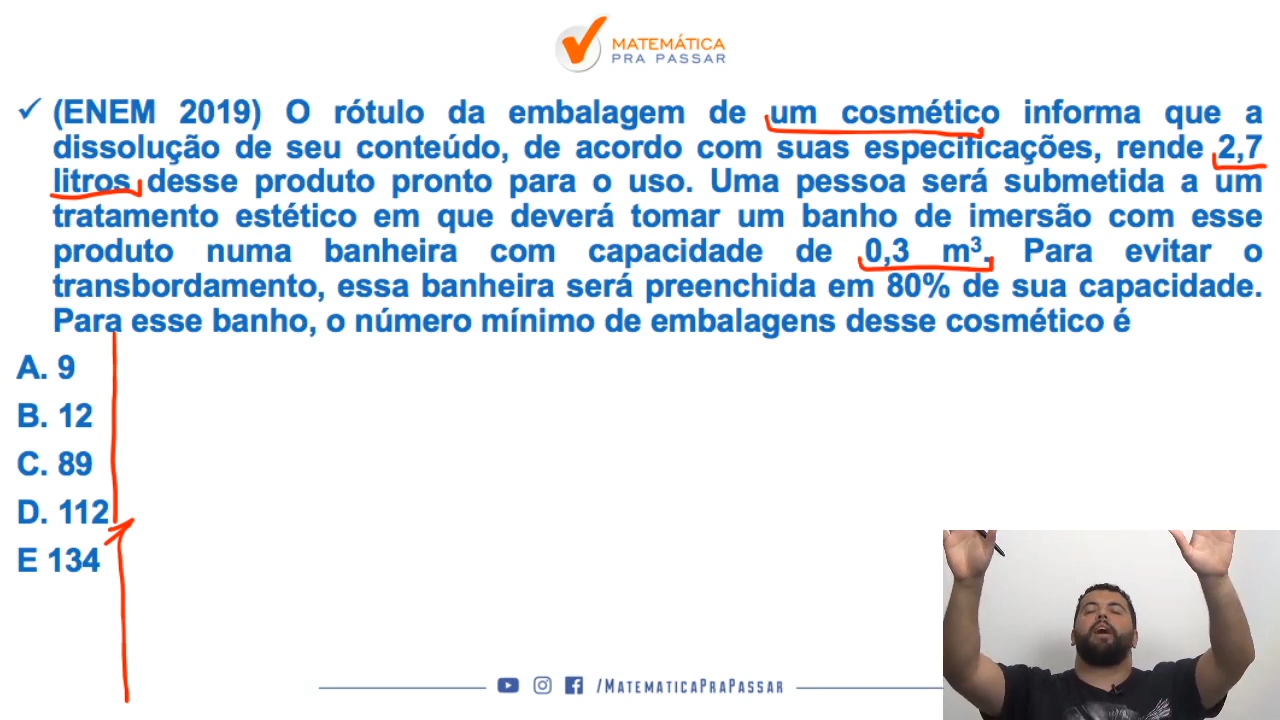 MATEMÁTICA
PRA PASSAR
(ENEM 2019) O rótulo da embalagem de um cosmético informa que a
dissolução de seu conteúdo, de acordo com suas especificações, rende 2,7
litros desse produto pronto para o uso. Uma pessoa será submetida a um
tratamento estético em que deverá tomar um banho de imersão com esse
produto numa banheira com capacidade de 0,3 m³. Para evitar o
transbordamento, essa banheira será preenchida em 80% de sua capacidade.
Para esse banho, o número mínimo de embalagens desse cosmético é
A. 9
B. 12
C. 89
D. 112
E 134
/MATEMATICAPRAPASSAR